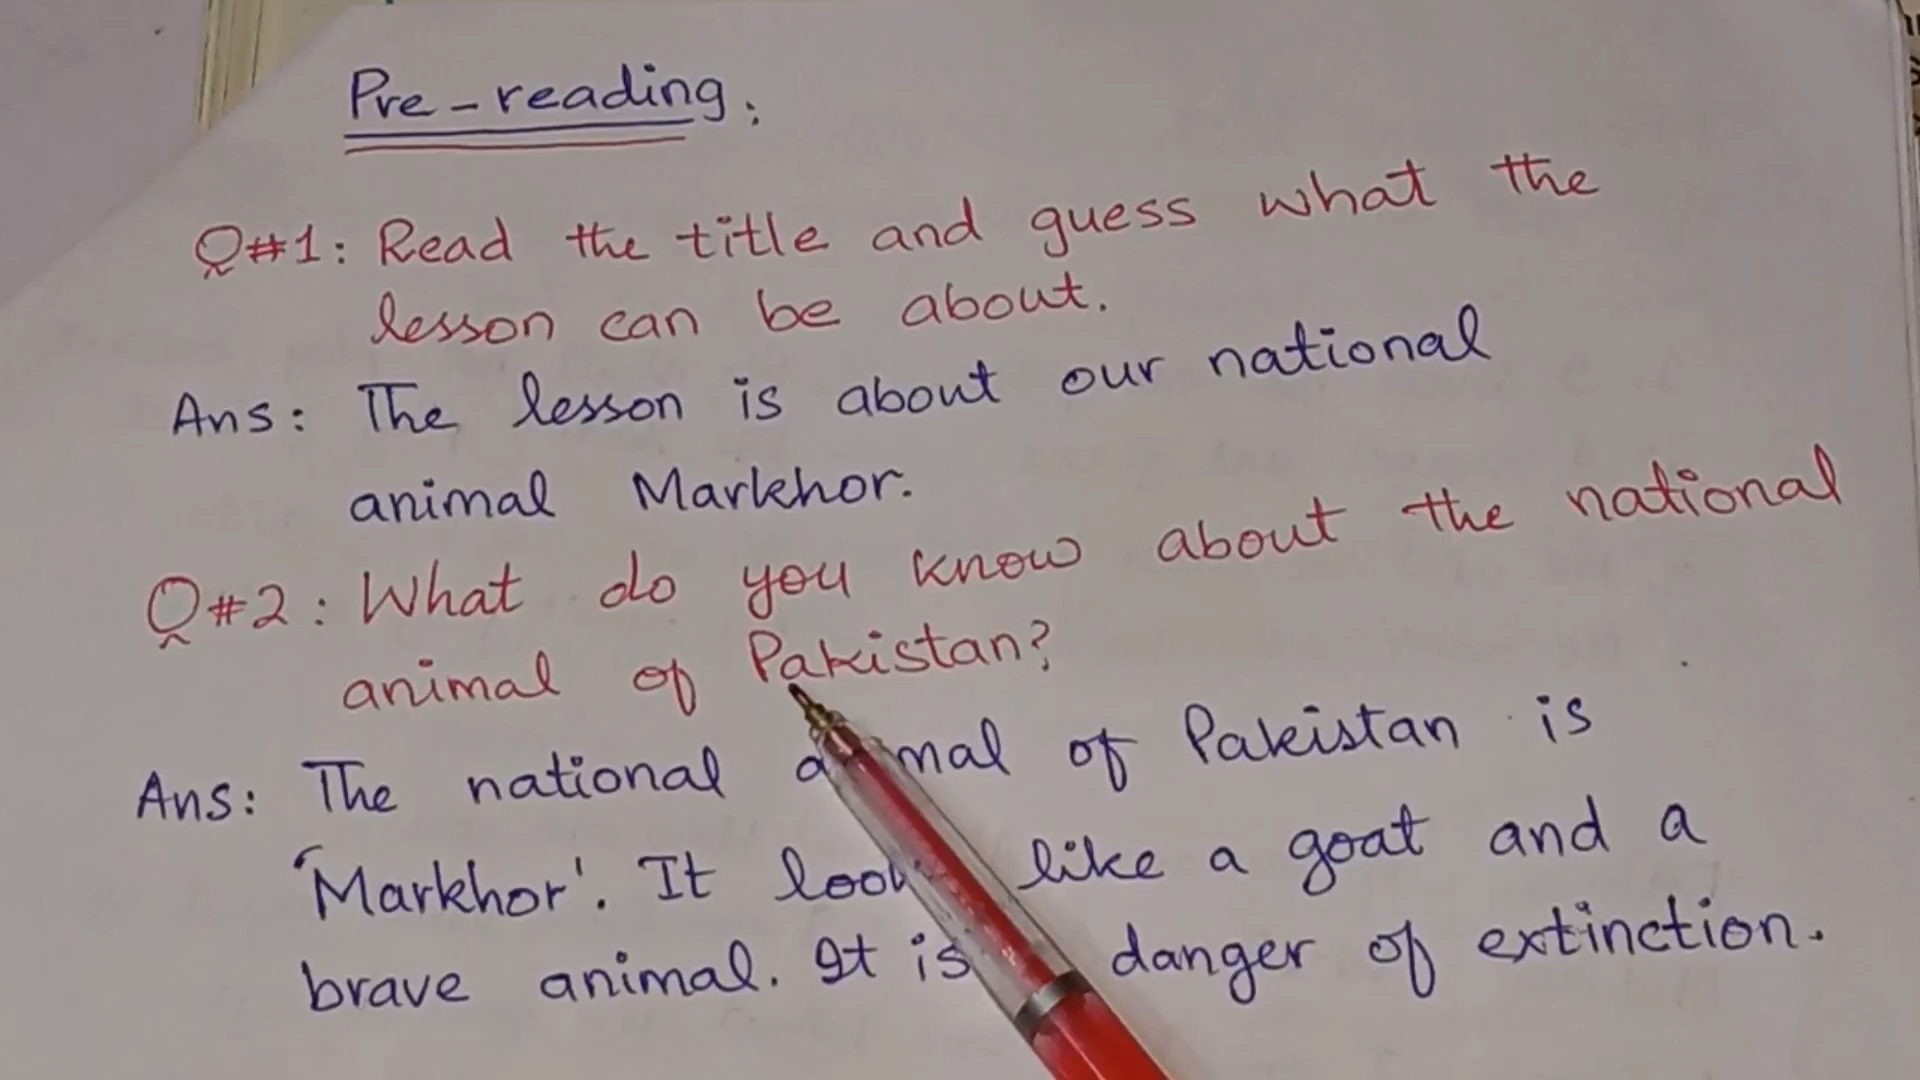 Pre-reading:
Q#1: Read the title and guess what the
lesson can be about.
Ans: The lesson is about our national
animal Markhor.
Q#2: What do you know about the national
animal of Pakistan?
Ans: The national animal of Pakistan is
'Markhor'. It look like a goat and a
brave animal. It is danger of extinction.